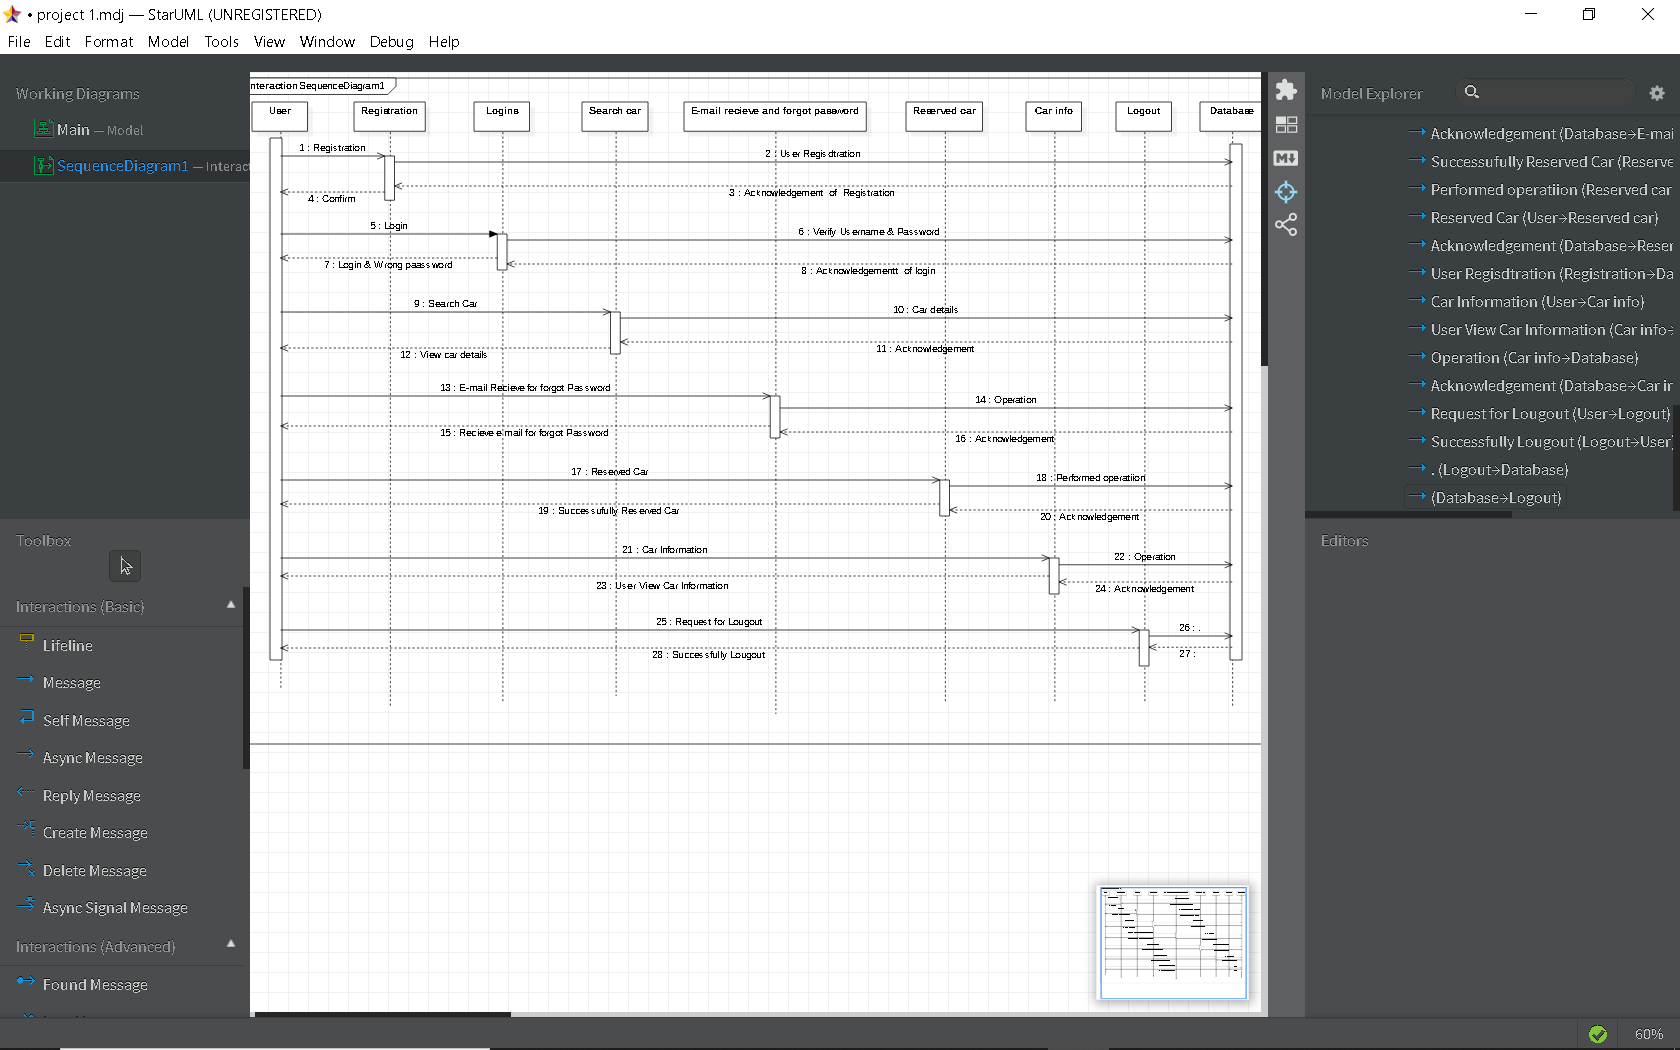 • project 1.mdj — StarUML (UNREGISTERED)
File Edit Format Model Tools View Window Debug Help
Working Diagrams
Main — Model
SequenceDiagram1 — Interac
Toolbox
Interactions (Basic)
Lifeline
Message
Self Message
Async Message
Reply Message
Create Message
Delete Message
Async Signal Message
Interactions (Advanced)
Found Message
nteraction SequenceDiagram1
User Registration Logins Search car E-mail recieve and forgot password Reserved car Car info Logout Database
1 : Registration
2 : User Regisdtration
3 : Acknowledgement of Registration
4 : Confirm
5 : Login
6 : Verify Username & Password
7 : Login & Wrong paassword
8 : Acknowledgementt of login
9 : Search Car
10 : Car details
11 : Acknowledgement
12 : View car details
13 : E-mail Recieve for forgot Password
14 : Operation
15 : Recieve e'mail for forgot Password
16 : Acknowledgement
17 : Reserved Car
18 : Performed operatiion
19 : Succes sufully Reserved Car
20 : Acknowledgement
21 : Car Information
22 : Operation
23 : User View Car Information
24 : Acknowledgement
25 : Request for Lougout
26 : .
27 :
28 : Successfully Lougout
Model Explorer
Acknowledgement (Database→E-mai
Successufully Reserved Car (Reserve
Performed operatiion (Reserved car
Reserved Car (User→Reserved car)
Acknowledgement (Database→Reser
User Regisdtration (Registration→Da
Car Information (User→Car info)
User View Car Information (Car info→
Operation (Car info→Database)
Acknowledgement (Database→Car ir
Request for Lougout (User→Logout)
Successfully Lougout (Logout→User)
. (Logout→Database)
(Database→Logout)
Editors
60%